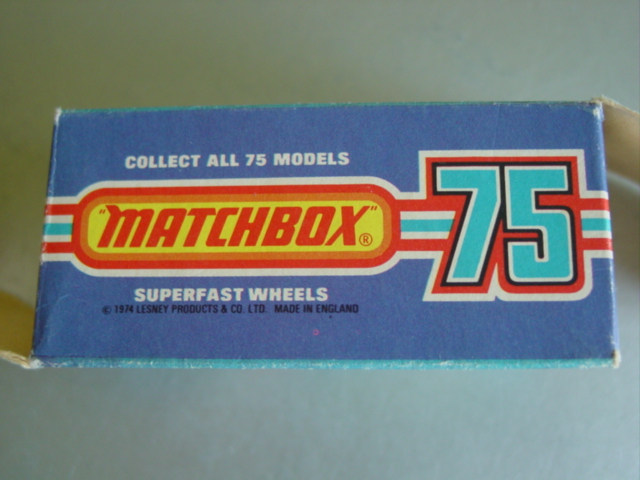 COLLECT ALL 75 MODELS
"MATCHBOX"®
75
SUPERFAST WHEELS
© 1974 LESNEY PRODUCTS & CO. LTD. MADE IN ENGLAND